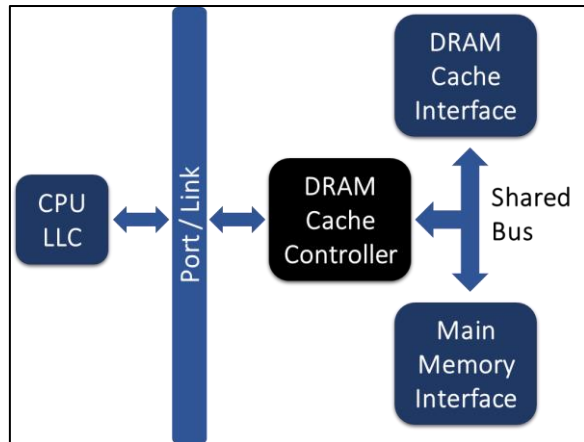 CPU
LLC
Port / Link
DRAM
Cache
Controller
DRAM
Cache
Interface
Shared
Bus
Main
Memory
Interface